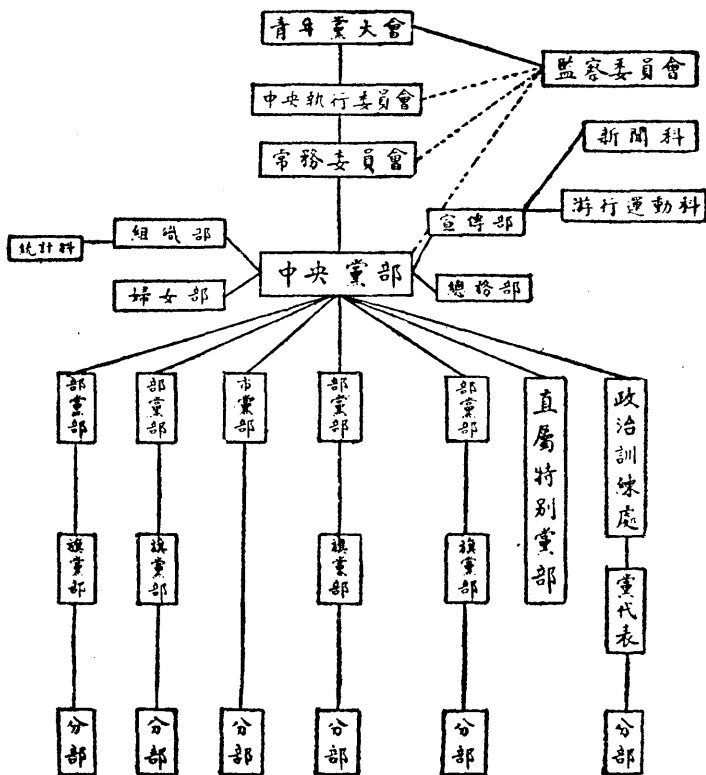 青年黨大會
監察委員會
中央執行委員會
新聞科
常務委員會
游行運動科
宣傳部
組織部
統計科
中央黨部
婦女部
總務部
部黨部
部黨部
市黨部
部黨部
部黨部
直屬特別黨部
政治訓練處
旗黨部
旗黨部
旗黨部
旗黨部
黨代表
分部
分部
分部
分部
分部
分部